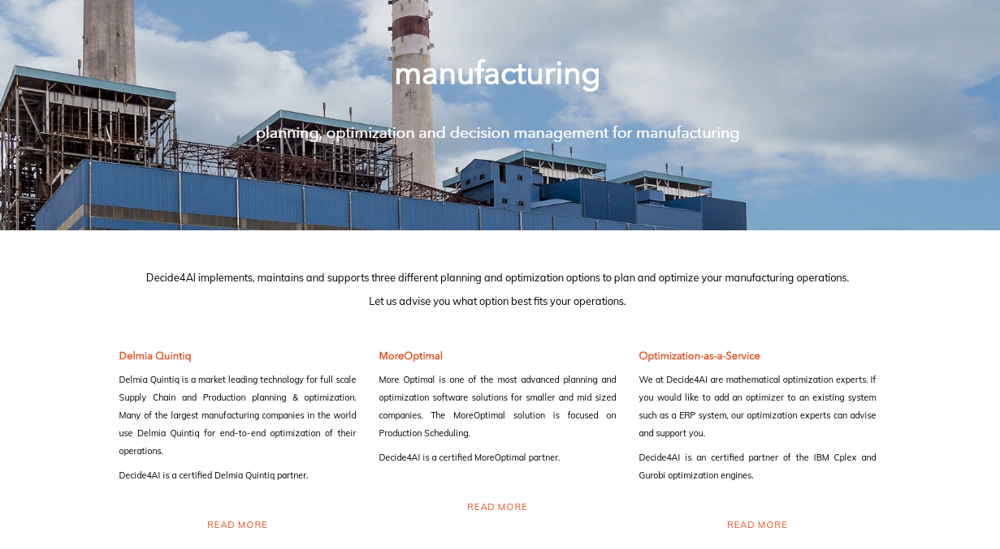 manufacturing
planning, optimization and decision management for manufacturing
Decide4AI implements, maintains and supports three different planning and optimization options to plan and optimize your manufacturing operations.
Let us advise you what option best fits your operations.
Delmia Quintiq
Delmia Quintiq is a market leading technology for full scale
Supply Chain and Production planning & optimization.
Many of the largest manufacturing companies in the world
use Delmia Quintiq for end-to-end optimization of their
operations.
Decide4AI is a certified Delmia Quintiq partner.
READ MORE
MoreOptimal
More Optimal is one of the most advanced planning and
optimization software solutions for smaller and mid sized
companies. The MoreOptimal solution is focused on
Production Scheduling.
Decide4AI is a certified MoreOptimal partner.
READ MORE
Optimization-as-a-Service
We at Decide4AI are mathematical optimization experts. If
you would like to add an optimizer to an existing system
such as a ERP system, our optimization experts can advise
and support you.
Decide4AI is an certified partner of the IBM Cplex and
Gurobi optimization engines.
READ MORE